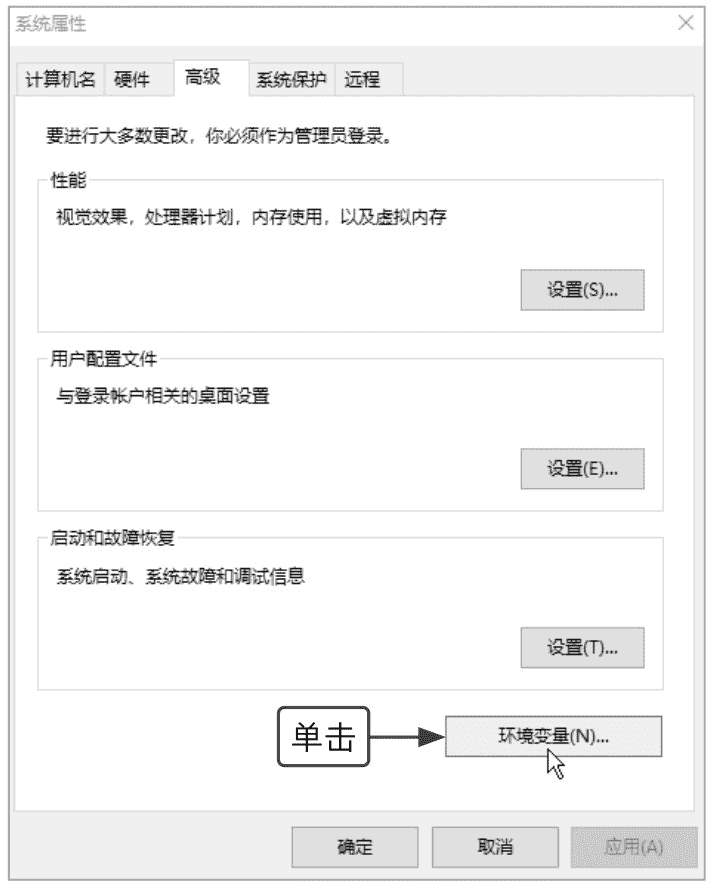 系统属性
计算机名 硬件 高级 系统保护 远程
要进行大多数更改，你必须作为管理员登录。
性能
视觉效果，处理器计划，内存使用，以及虚拟内存
设置(S)...
用户配置文件
与登录帐户相关的桌面设置
设置(E)...
启动和故障恢复
系统启动、系统故障和调试信息
设置(T)...
单击 环境变量(N)...
确定 取消 应用(A)